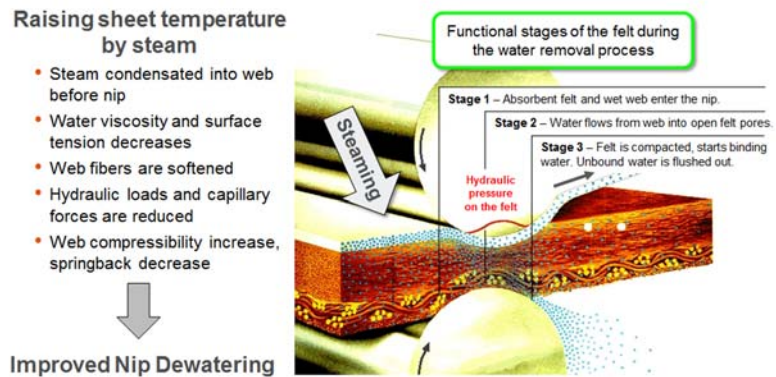 Raising sheet temperature
by steam
• Steam condensated into web
before nip
• Water viscosity and surface
tension decreases
• Web fibers are softened
• Hydraulic loads and capillary
forces are reduced
• Web compressibility increase,
springback decrease
Improved Nip Dewatering
Functional stages of the felt during
the water removal process
Stage 1 – Absorbent felt and wet web enter the nip.
Stage 2 – Water flows from web into open felt pores.
Stage 3 – Felt is compacted, starts binding
water. Unbound water is flushed out.
Steaming
Hydraulic
pressure
on the felt